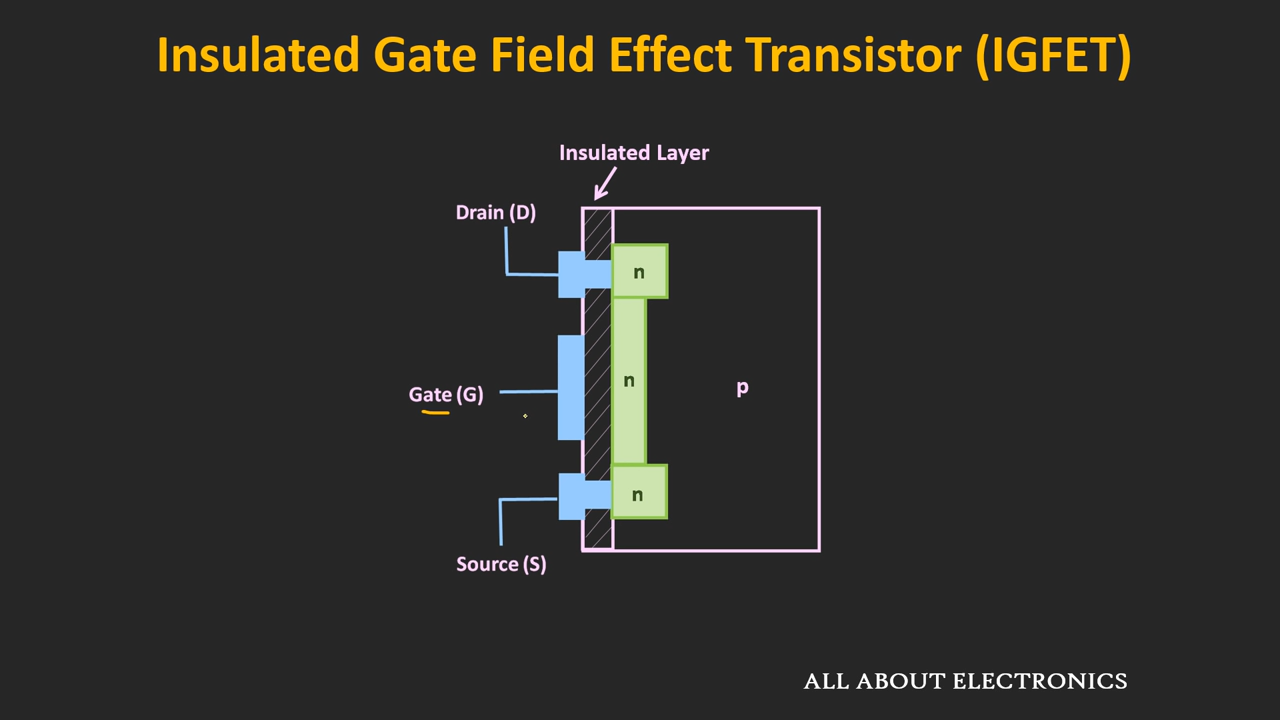 Insulated Gate Field Effect Transistor (IGFET)
Insulated Layer
Drain (D)
n
n
p
Gate (G)
n
Source (S)
ALL ABOUT ELECTRONICS